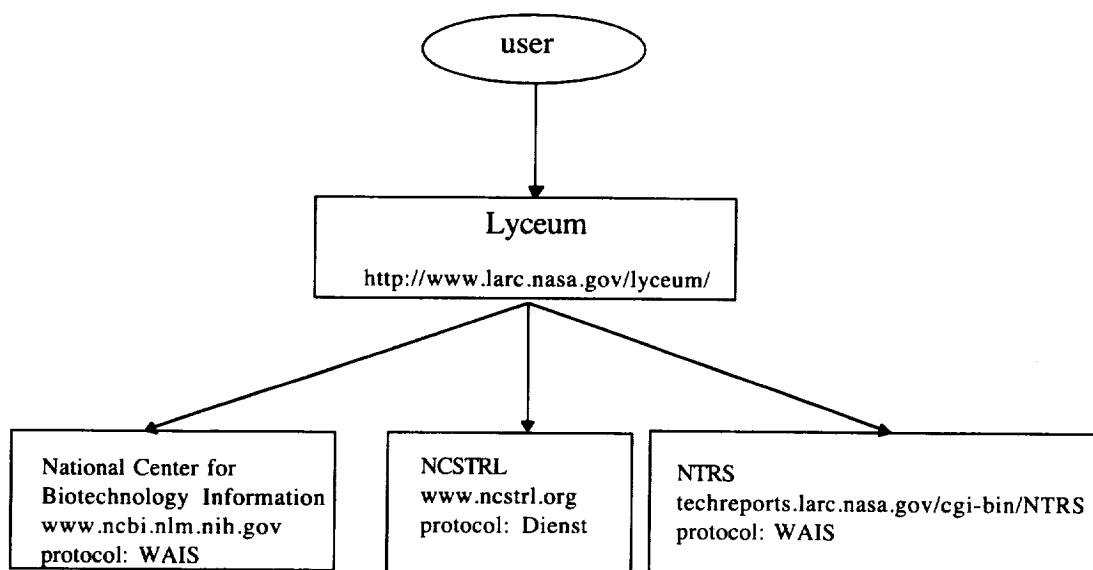 user
Lyceum
http://www.larc.nasa.gov/lyceum/
National Center for
Biotechnology Information
www.ncbi.nlm.nih.gov
protocol: WAIS
NCSTRL
www.ncstrl.org
protocol: Dienst
NTRS
techreports.larc.nasa.gov/cgi-bin/NTRS
protocol: WAIS